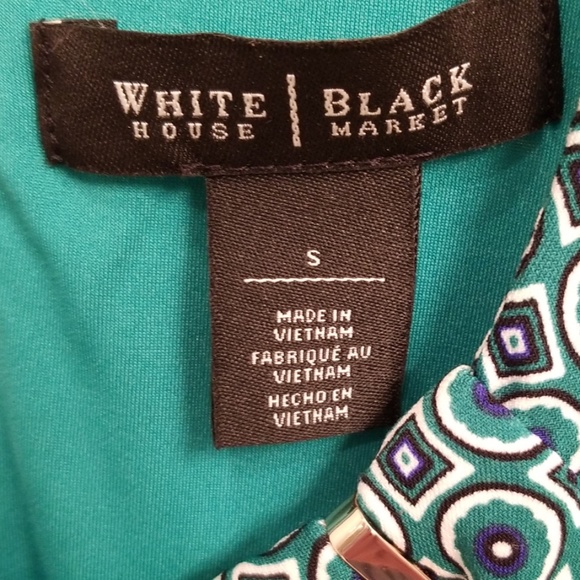 WHITE | BLACK
HOUSE MARKET
S
MADE IN
VIETNAM
FABRIQUÉ AU
VIETNAM
HECHO EN
VIETNAM